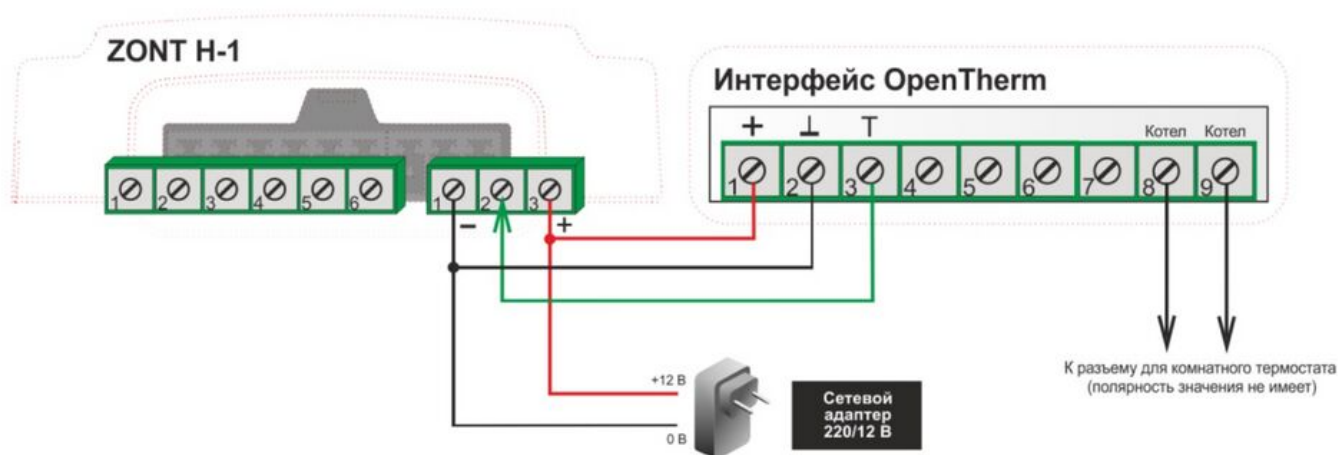 ZONT H-1
Интерфейс OpenTherm
+ ⊥ T Котел Котел
1 2 3 4 5 6 7 8 9
1 2 3 4 5 6
1 2 3
− +
К разъему для комнатного термостата
(полярность значения не имеет)
+12 В
0 В
Сетевой
адаптер
220/12 В